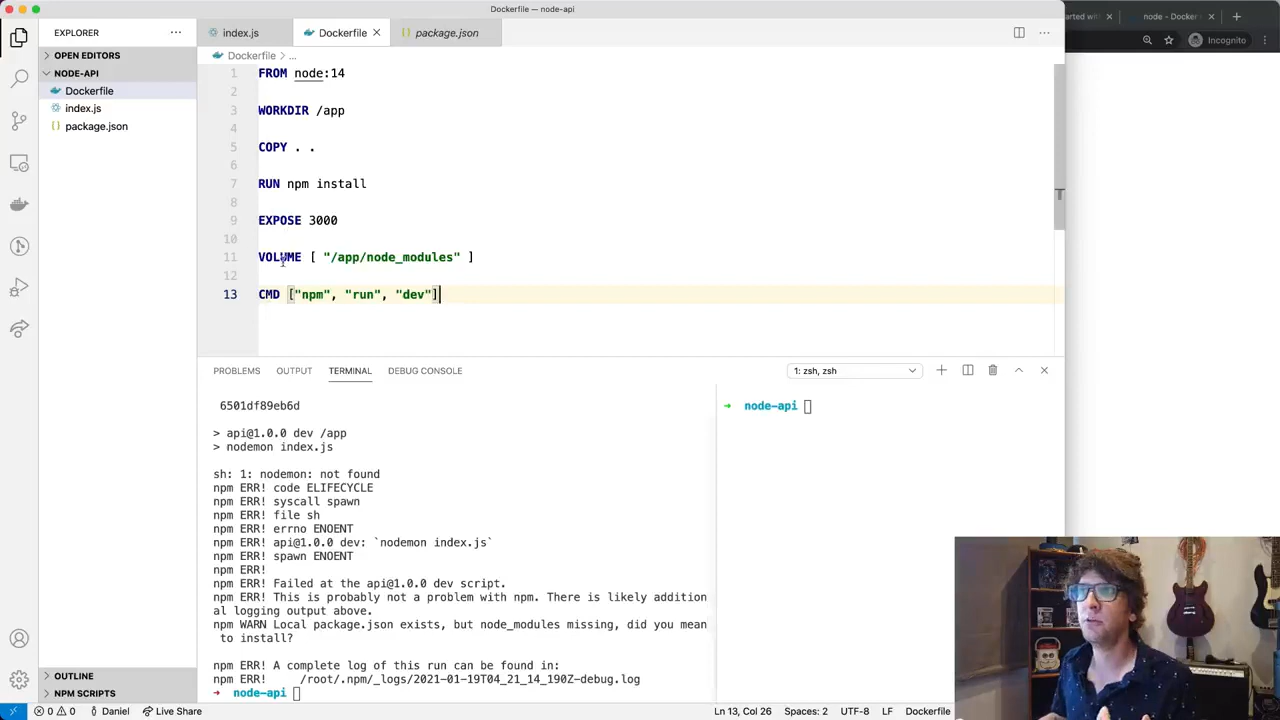 Dockerfile — node-api
EXPLORER
index.js
Dockerfile
package.json
arted with
node - Docker
Incognito
OPEN EDITORS
NODE-API
Dockerfile
index.js
package.json
Dockerfile > ...
1 FROM node:14
2
3 WORKDIR /app
4
5 COPY . .
6
7 RUN npm install
8
9 EXPOSE 3000
10
11 VOLUME [ "/app/node_modules" ]
12
13 CMD ["npm", "run", "dev"]
PROBLEMS OUTPUT TERMINAL DEBUG CONSOLE
1: zsh, zsh
6501df89eb6d
> api@1.0.0 dev /app
> nodemon index.js
sh: 1: nodemon: not found
npm ERR! code ELIFECYCLE
npm ERR! syscall spawn
npm ERR! file sh
npm ERR! errno ENOENT
npm ERR! api@1.0.0 dev: `nodemon index.js`
npm ERR! spawn ENOENT
npm ERR!
npm ERR! Failed at the api@1.0.0 dev script.
npm ERR! This is probably not a problem with npm. There is likely addition
al logging output above.
npm WARN Local package.json exists, but node_modules missing, did you mean
to install?
npm ERR! A complete log of this run can be found in:
npm ERR!     /root/.npm/_logs/2021-01-19T04_21_14_190Z-debug.log
→ node-api
→ node-api
OUTLINE
NPM SCRIPTS
0 0 Daniel Live Share
Ln 13, Col 26 Spaces: 2 UTF-8 LF Dockerfile